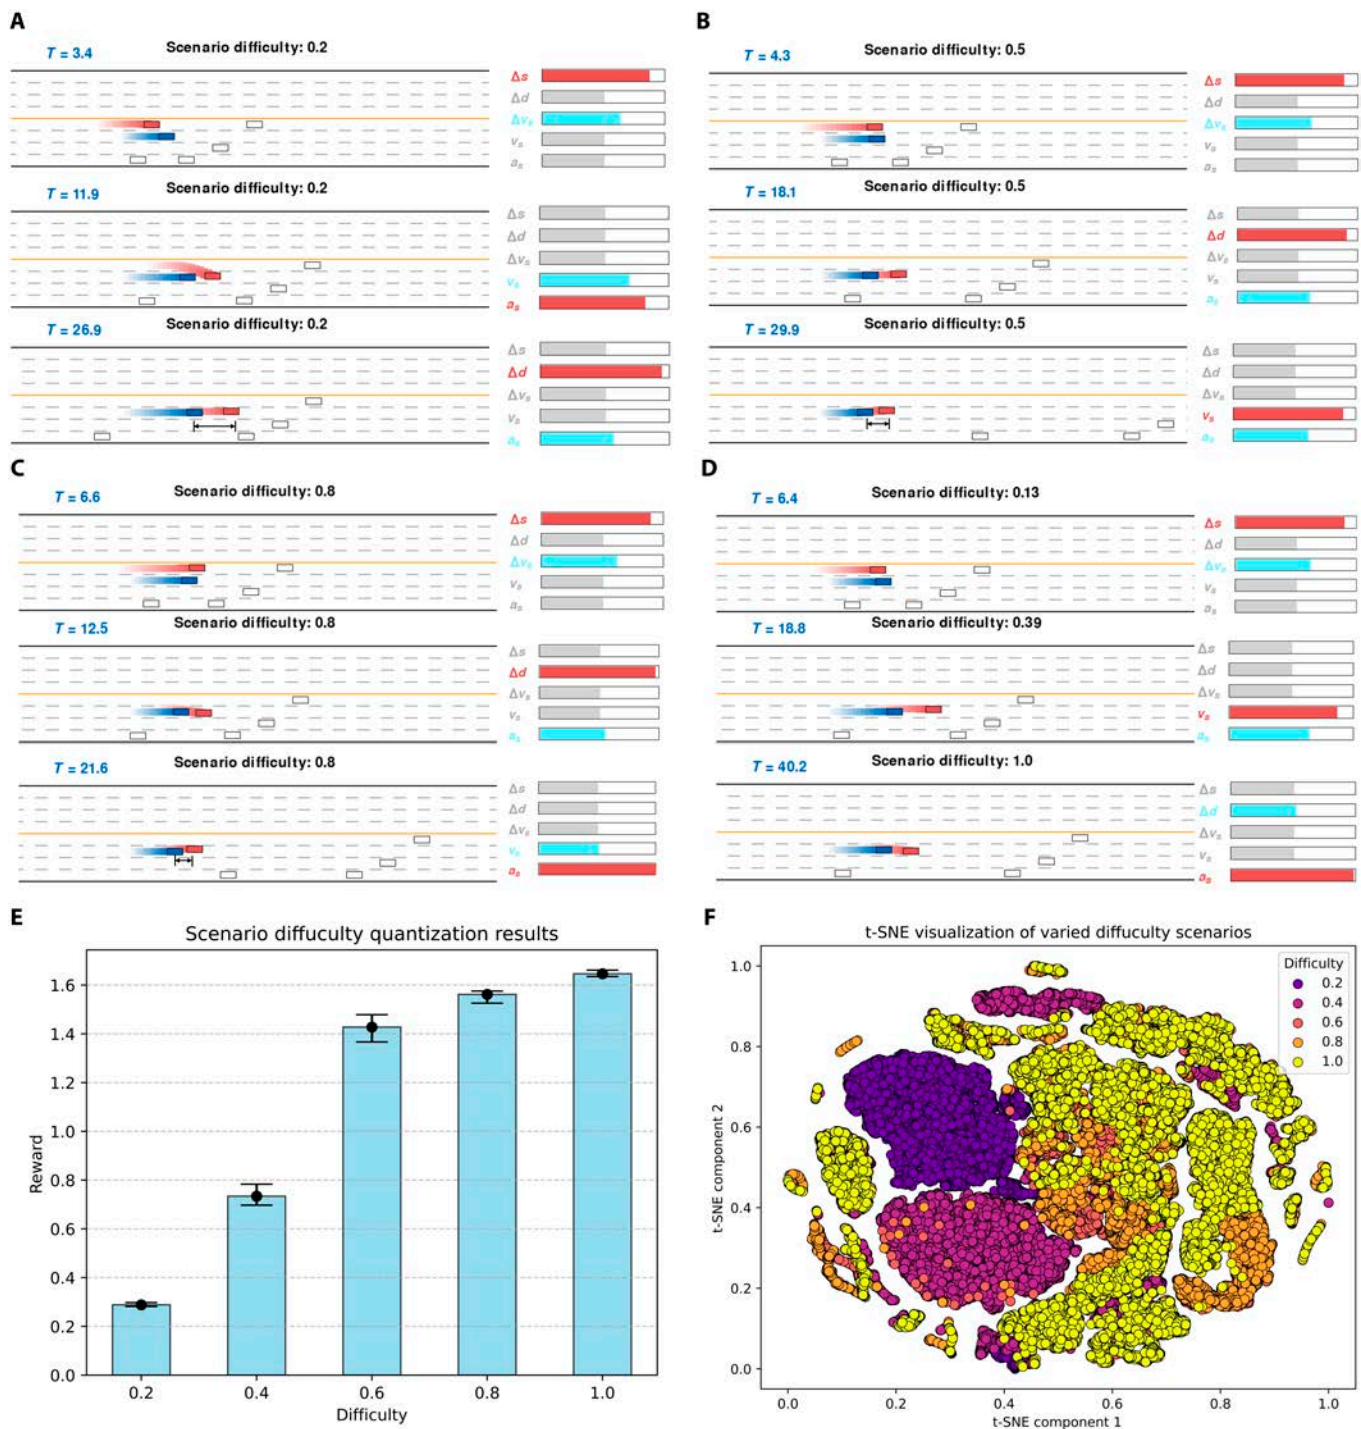 A
T = 3.4
Scenario difficulty: 0.2
Δs
Δd
Δvs
vs
as
T = 11.9
Scenario difficulty: 0.2
Δs
Δd
Δvs
vs
as
T = 26.9
Scenario difficulty: 0.2
Δs
Δd
Δvs
vs
as
B
T = 4.3
Scenario difficulty: 0.5
Δs
Δd
Δvs
vs
as
T = 18.1
Scenario difficulty: 0.5
Δs
Δd
Δvs
vs
as
T = 29.9
Scenario difficulty: 0.5
Δs
Δd
Δvs
vs
as
C
T = 6.6
Scenario difficulty: 0.8
Δs
Δd
Δvs
vs
as
T = 12.5
Scenario difficulty: 0.8
Δs
Δd
Δvs
vs
as
T = 21.6
Scenario difficulty: 0.8
Δs
Δd
Δvs
vs
as
D
T = 6.4
Scenario difficulty: 0.13
Δs
Δd
Δvs
vs
as
T = 18.8
Scenario difficulty: 0.39
Δs
Δd
Δvs
vs
as
T = 40.2
Scenario difficulty: 1.0
Δs
Δd
Δvs
vs
as
E
Scenario diffuculty quantization results
Reward
1.6
1.4
1.2
1.0
0.8
0.6
0.4
0.2
0.0
0.2 0.4 0.6 0.8 1.0
Difficulty
F
t-SNE visualization of varied diffuculty scenarios
t-SNE component 2
1.0
0.8
0.6
0.4
0.2
0.0
Difficulty
0.2
0.4
0.6
0.8
1.0
0.0 0.2 0.4 0.6 0.8 1.0
t-SNE component 1